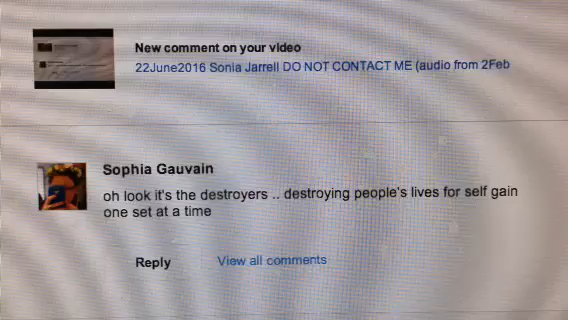 New comment on your video
22June2016 Sonia Jarrell DO NOT CONTACT ME (audio from 2Feb
Sophia Gauvain
oh look it's the destroyers .. destroying people's lives for self gain
one set at a time
Reply View all comments